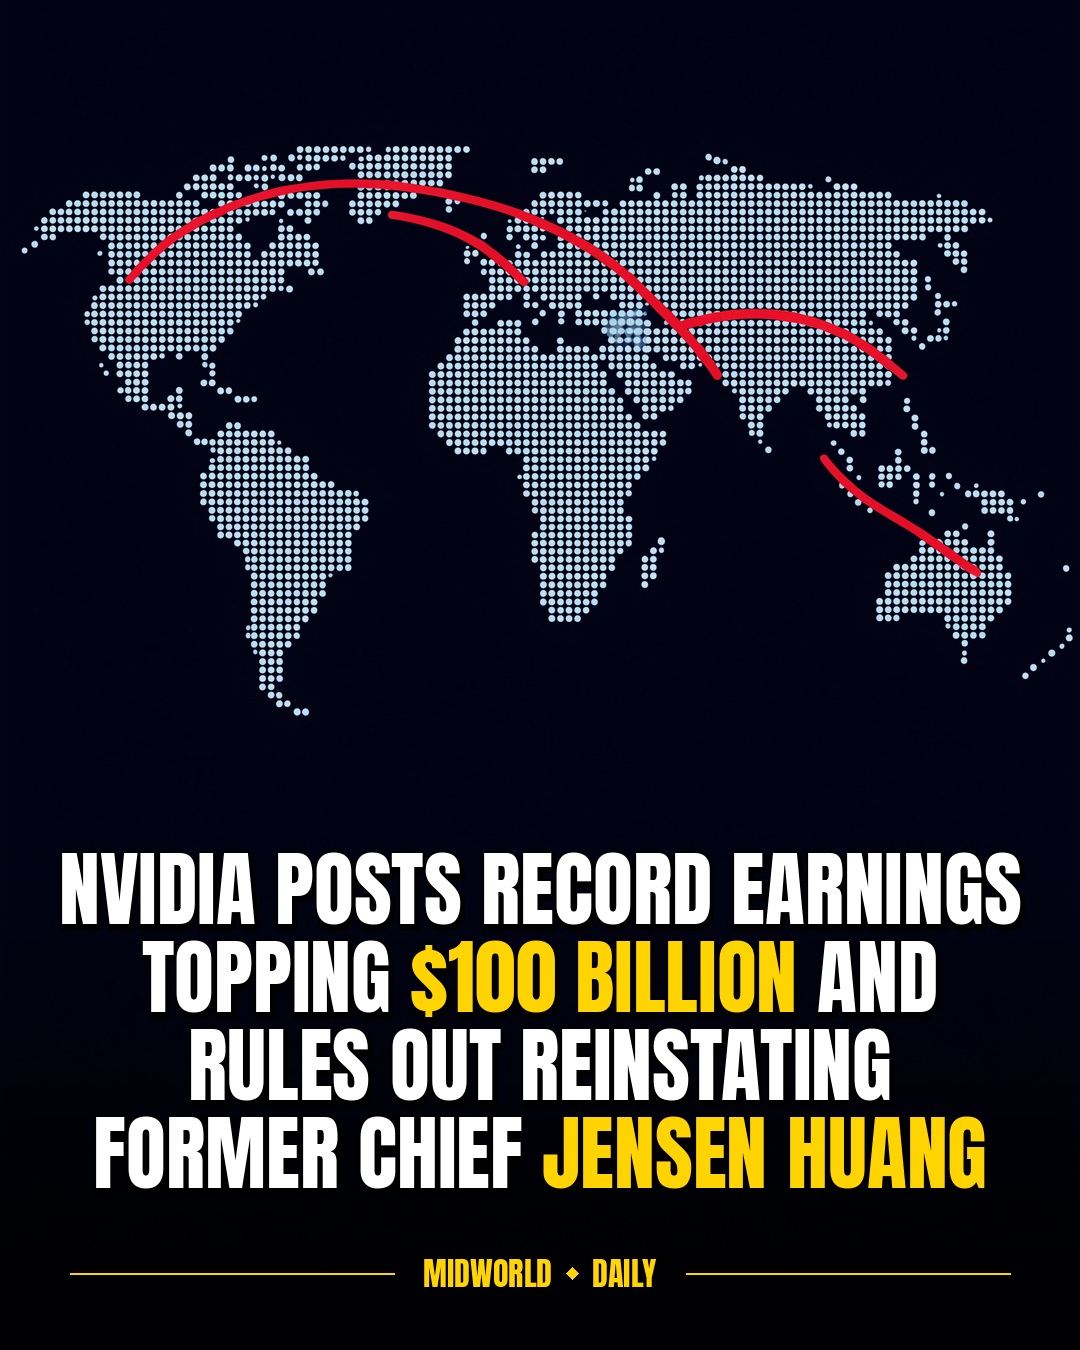 NVIDIA POSTS RECORD EARNINGS
TOPPING $100 BILLION AND
RULES OUT REINSTATING
FORMER CHIEF JENSEN HUANG
MIDWORLD ◆ DAILY